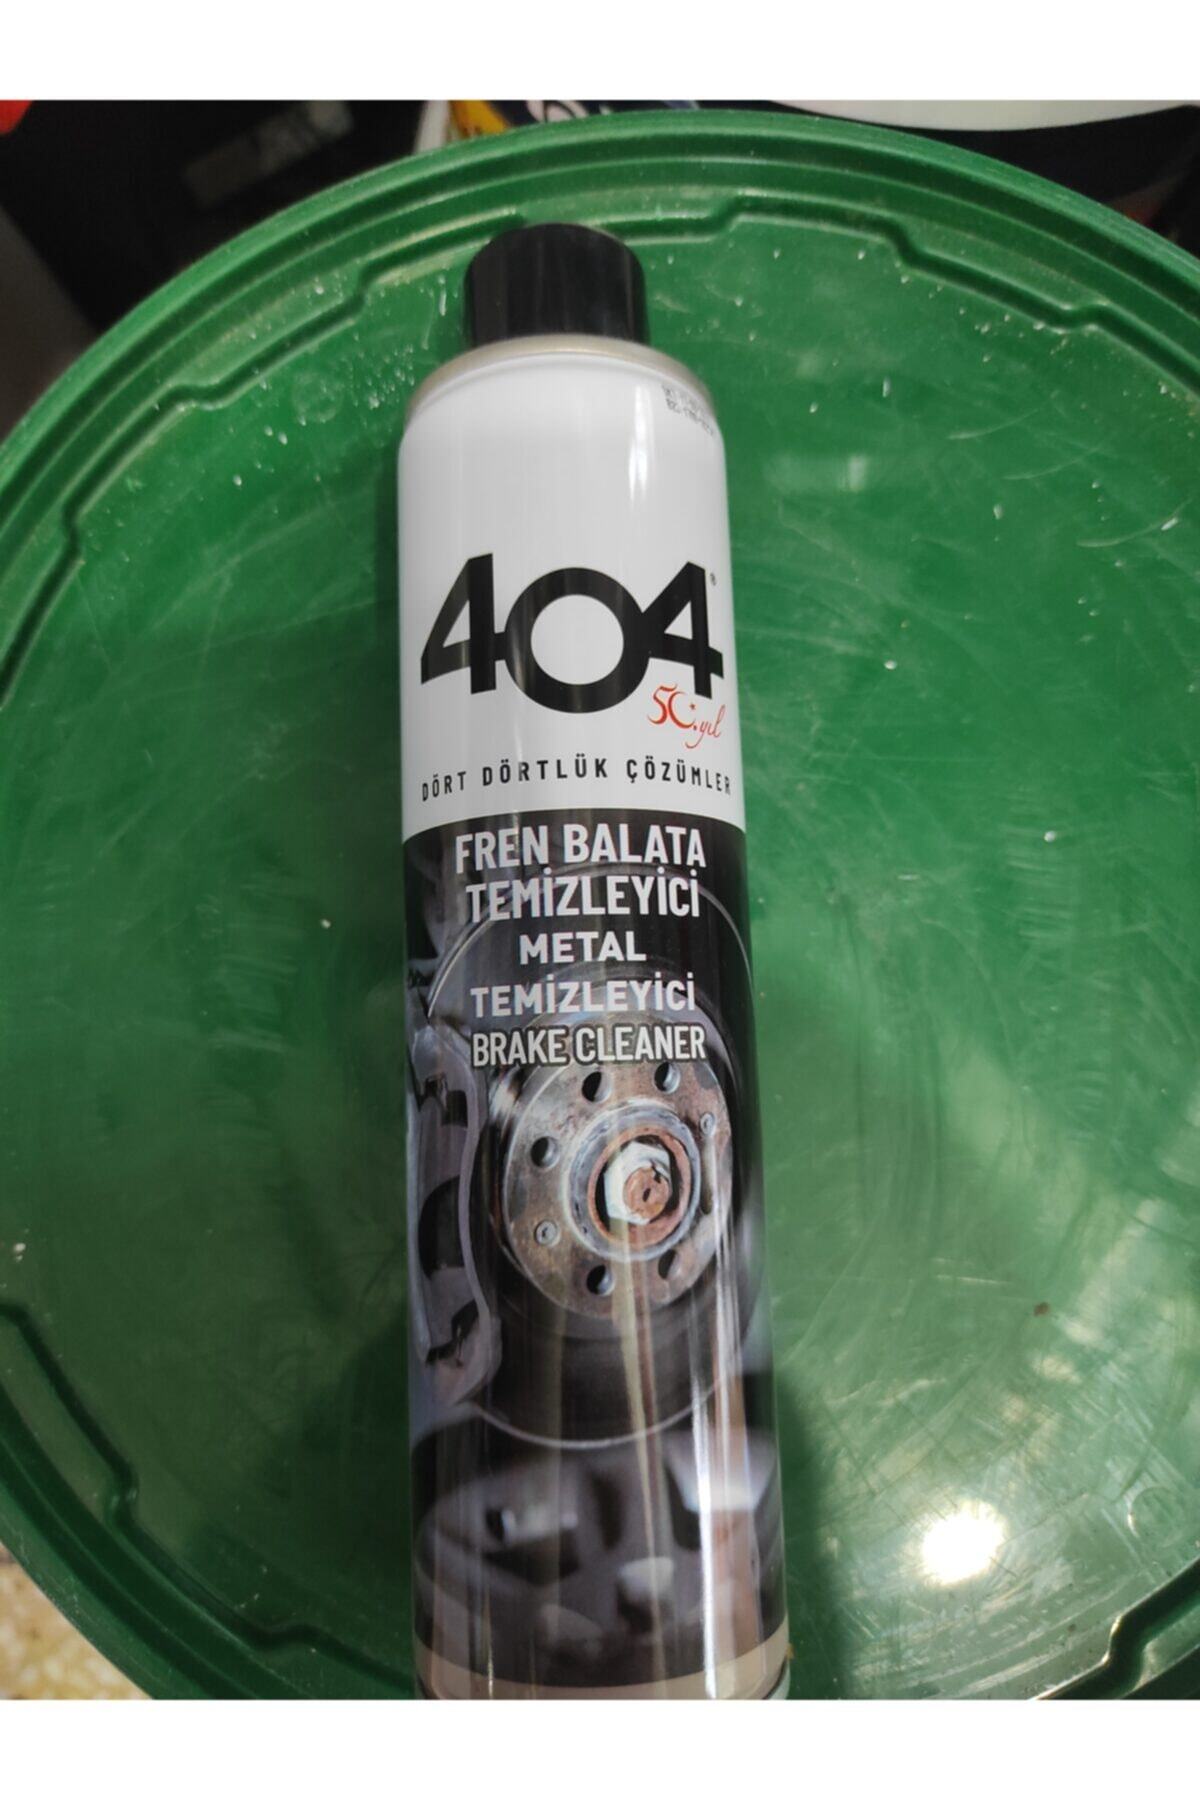 404®
50.yıl
DÖRT DÖRTLÜK ÇÖZÜMLER
FREN BALATA
TEMİZLEYİCİ
METAL
TEMİZLEYİCİ
BRAKE CLEANER